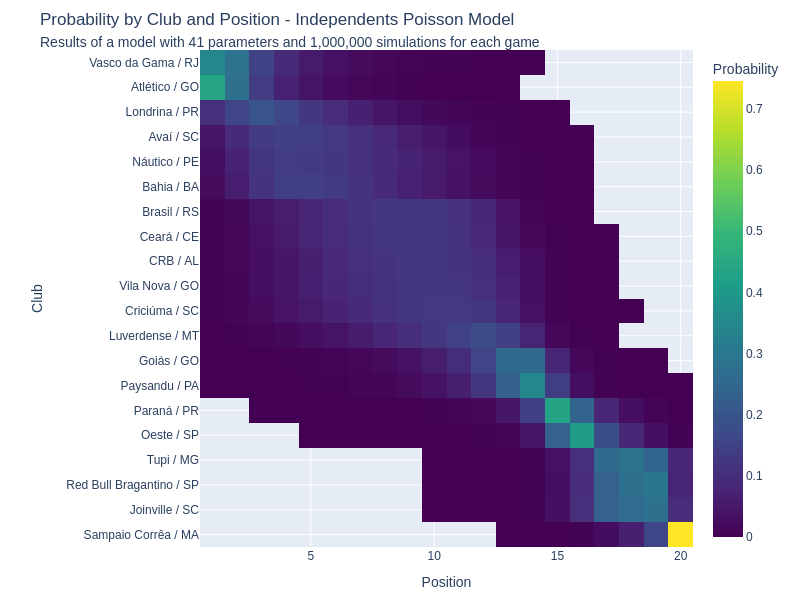 Probability by Club and Position - Independents Poisson Model
Results of a model with 41 parameters and 1,000,000 simulations for each game
Probability
Vasco da Gama / RJ
Atlético / GO
Londrina / PR
Avaí / SC
Náutico / PE
Bahia / BA
Brasil / RS
Ceará / CE
CRB / AL
Vila Nova / GO
Criciúma / SC
Luverdense / MT
Goiás / GO
Paysandu / PA
Paraná / PR
Oeste / SP
Tupi / MG
Red Bull Bragantino / SP
Joinville / SC
Sampaio Corrêa / MA
Club
0.7
0.6
0.5
0.4
0.3
0.2
0.1
0
5
10
15
20
Position